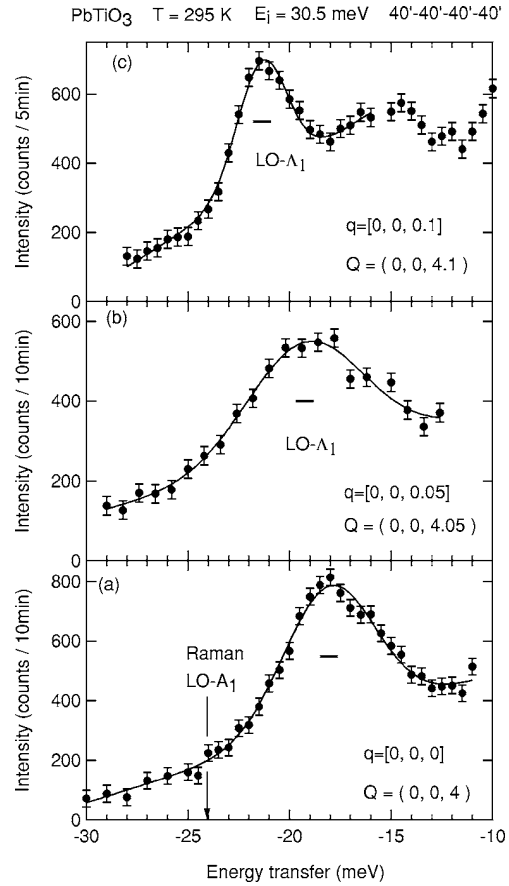 PbTiO3 T = 295 K Ei = 30.5 meV 40'-40'-40'-40'
(c)
600
400
200
0
Intensity (counts / 5min)
LO-Λ1
q=[0, 0, 0.1]
Q = ( 0, 0, 4.1 )
(b)
600
400
200
0
Intensity (counts / 10min)
LO-Λ1
q=[0, 0, 0.05]
Q = ( 0, 0, 4.05 )
(a)
800
600
400
200
0
Intensity (counts / 10min)
Raman
LO-A1
q=[0, 0, 0]
Q = ( 0, 0, 4 )
-30 -25 -20 -15 -10
Energy transfer (meV)